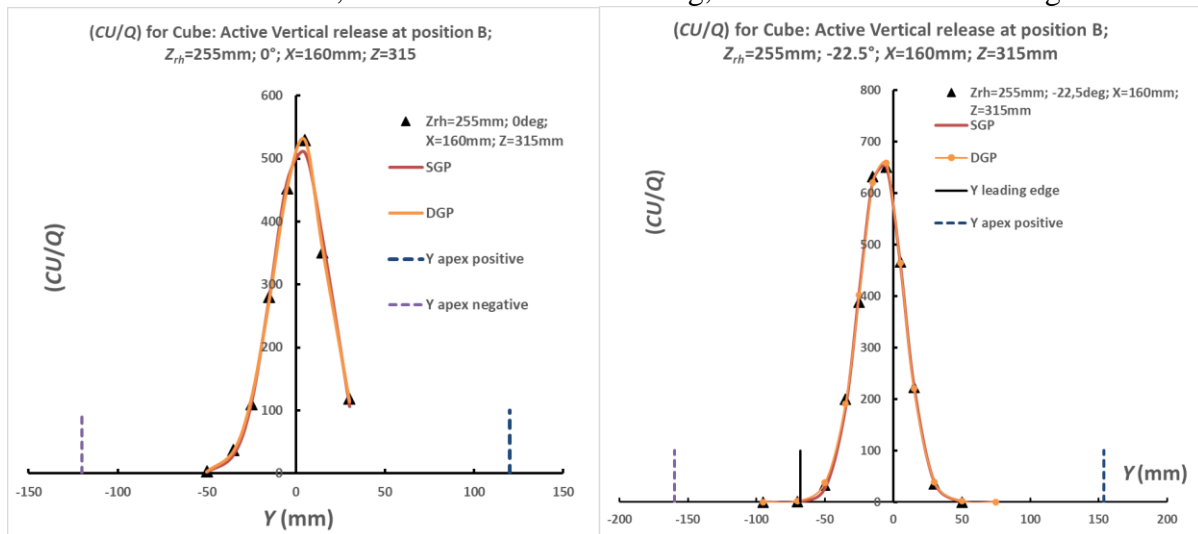 (CU/Q) for Cube: Active Vertical release at position B;
Zrh=255mm; 0°; X=160mm; Z=315
600
500
400
300
200
100
0
-150
-100
-50
0
50
100
150
(CU/Q)
Y (mm)
Zrh=255mm; 0deg;
X=160mm; Z=315mm
SGP
DGP
Y apex positive
Y apex negative
(CU/Q) for Cube: Active Vertical release at position B;
Zrh=255mm; -22.5°; X=160mm; Z=315mm
800
700
600
500
400
300
200
100
0
-200
-150
-100
-50
0
50
100
150
200
(CU/Q)
Y (mm)
Zrh=255mm; -22,5deg; X=160mm;
Z=315mm
SGP
DGP
Y leading edge
Y apex positive